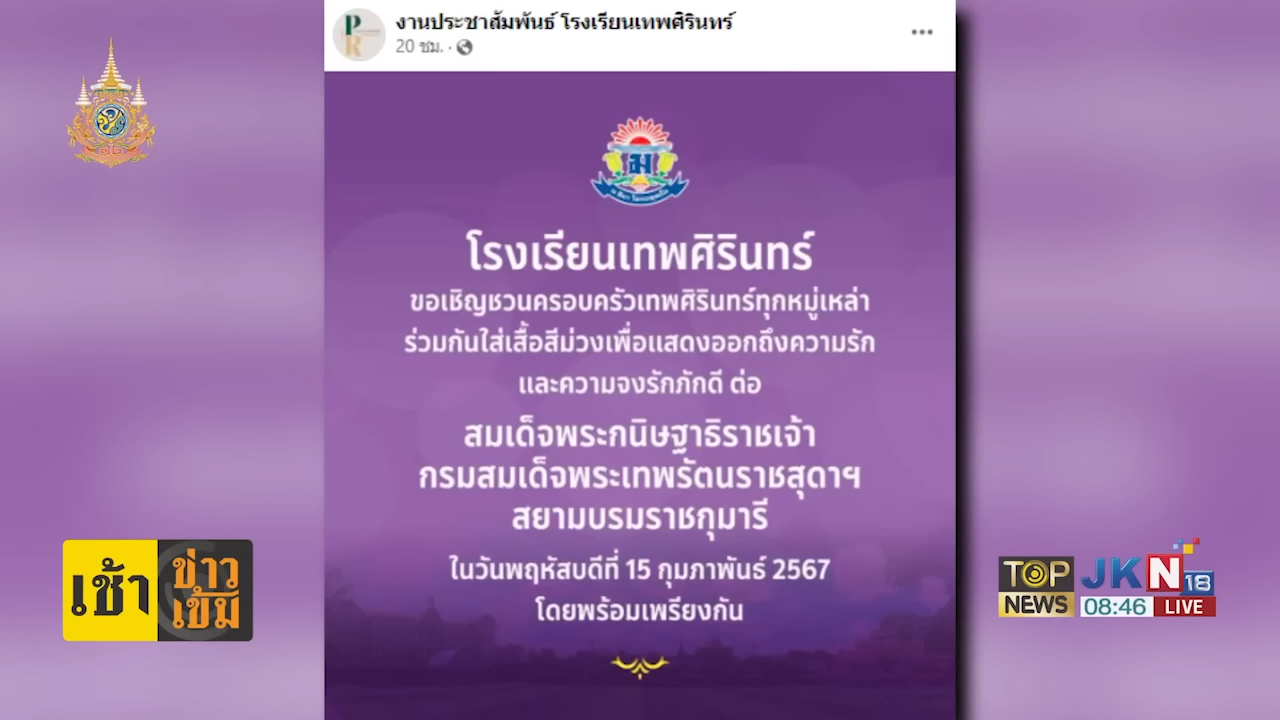 งานประชาสัมพันธ์ โรงเรียนเทพศิรินทร์
20 ชม.
PR
ม
โรงเรียนเทพศิรินทร์
ขอเชิญชวนครอบครัวเทพศิรินทร์ทุกหมู่เหล่า
ร่วมกันใส่เสื้อสีม่วงเพื่อแสดงออกถึงความรัก
และความจงรักภักดี ต่อ
สมเด็จพระกนิษฐาธิราชเจ้า
กรมสมเด็จพระเทพรัตนราชสุดาฯ
สยามบรมราชกุมารี
ในวันพฤหัสบดีที่ 15 กุมภาพันธ์ 2567
โดยพร้อมเพรียงกัน
เช้า
ข่าว
เข้ม
TOP
NEWS
JKN18
08:46 LIVE